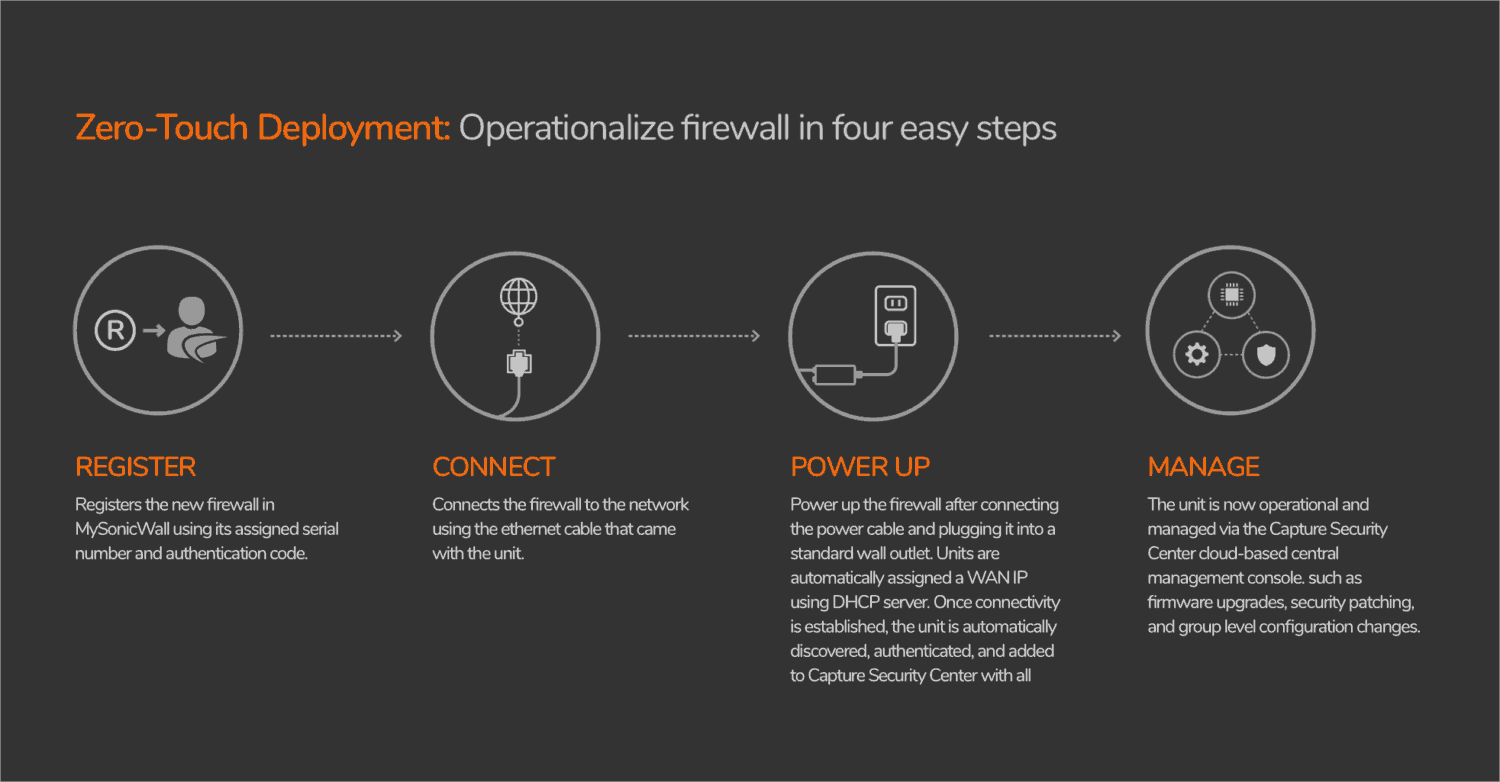 Zero-Touch Deployment: Operationalize firewall in four easy steps
R
REGISTER
Registers the new firewall in
MySonicWall using its assigned serial
number and authentication code.
CONNECT
Connects the firewall to the network
using the ethernet cable that came
with the unit.
POWER UP
Power up the firewall after connecting
the power cable and plugging it into a
standard wall outlet. Units are
automatically assigned a WAN IP
using DHCP server. Once connectivity
is established, the unit is automatically
discovered, authenticated, and added
to Capture Security Center with all
MANAGE
The unit is now operational and
managed via the Capture Security
Center cloud-based central
management console. such as
firmware upgrades, security patching,
and group level configuration changes.